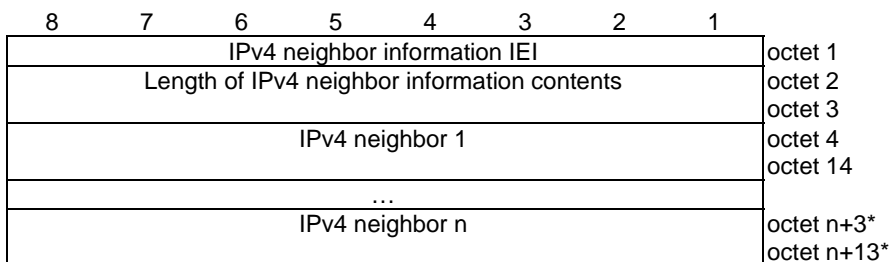 8 7 6 5 4 3 2 1
IPv4 neighbor information IEI octet 1
Length of IPv4 neighbor information contents octet 2
octet 3
IPv4 neighbor 1 octet 4
octet 14
…
IPv4 neighbor n octet n+3*
octet n+13*